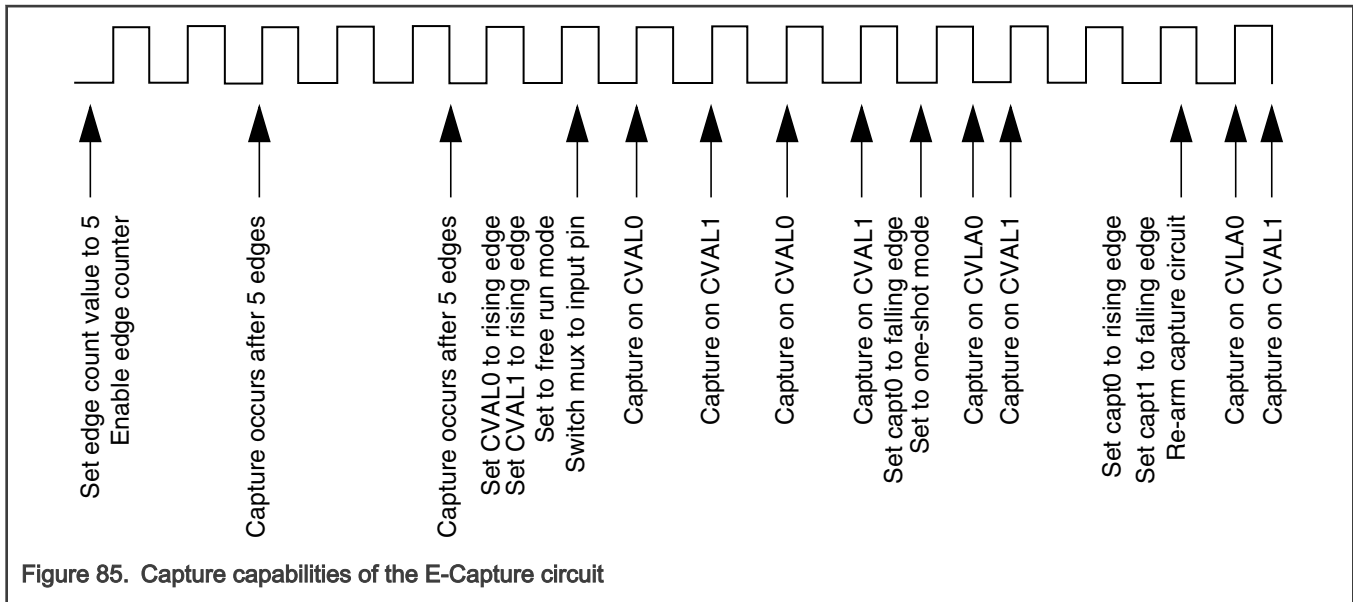 Set edge count value to 5
Enable edge counter
Capture occurs after 5 edges
Capture occurs after 5 edges
Set CVAL0 to rising edge
Set CVAL1 to rising edge
Set to free run mode
Switch mux to input pin
Capture on CVAL0
Capture on CVAL1
Capture on CVAL0
Capture on CVAL1
Set capt0 to falling edge
Set to one-shot mode
Capture on CVLA0
Capture on CVAL1
Set capt0 to rising edge
Set capt1 to falling edge
Re-arm capture circuit
Capture on CVLA0
Capture on CVAL1
Figure 85. Capture capabilities of the E-Capture circuit